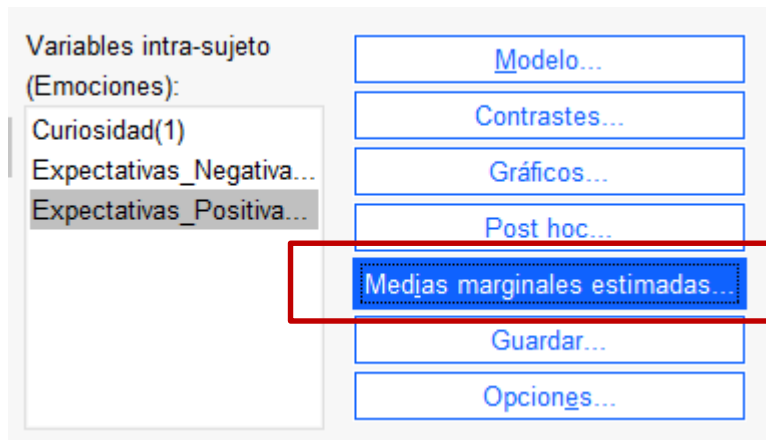 Variables intra-sujeto
(Emociones):
Curiosidad(1)
Expectativas_Negativa...
Expectativas_Positiva...
Modelo...
Contrastes...
Gráficos...
Post hoc...
Medias marginales estimadas...
Guardar...
Opciones...